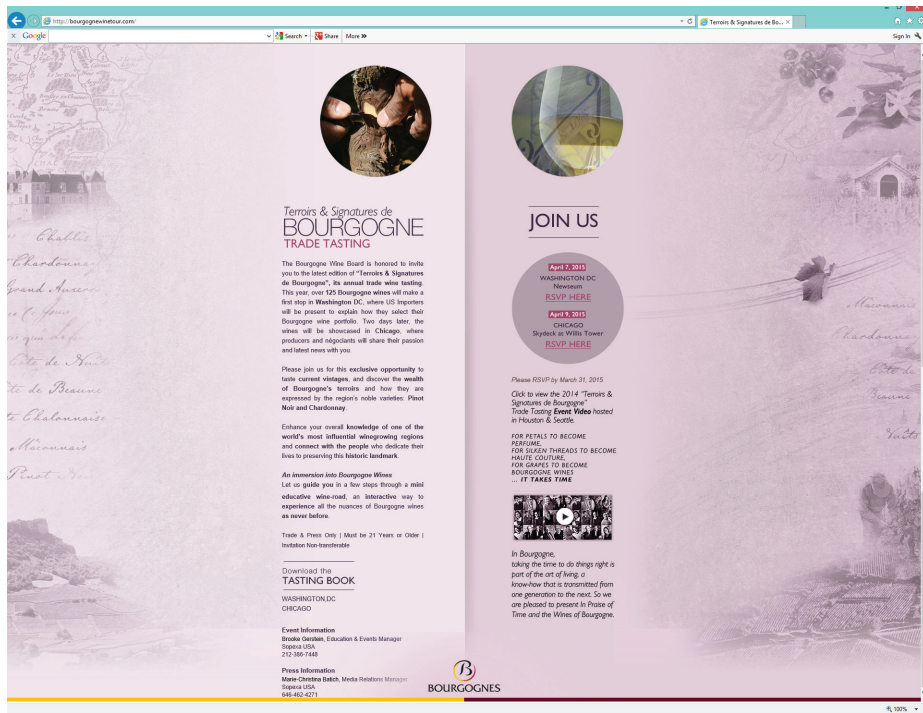 http://bourgognewinetour.com/
Terroirs & Signatures de Bo...
Google
Search
Share
More »
Sign In
Terroirs & Signatures de
BOURGOGNE
TRADE TASTING
The Bourgogne Wine Board is honored to invite
you to the latest edition of "Terroirs & Signatures
de Bourgogne", its annual trade wine tasting.
This year, over 125 Bourgogne wines will make a
first stop in Washington DC, where US Importers
will be present to explain how they select their
Bourgogne wine portfolio. Two days later, the
wines will be showcased in Chicago, where
producers and négociants will share their passion
and latest news with you.
Please join us for this exclusive opportunity to
taste current vintages, and discover the wealth
of Bourgogne's terroirs and how they are
expressed by the region's noble varieties: Pinot
Noir and Chardonnay.
Enhance your overall knowledge of one of the
world's most influential winegrowing regions
and connect with the people who dedicate their
lives to preserving this historic landmark.
An immersion into Bourgogne Wines
Let us guide you in a few steps through a mini
educative wine-road, an interactive way to
experience all the nuances of Bourgogne wines
as never before.
Trade & Press Only | Must be 21 Years or Older |
Invitation Non-transferable
Download the
TASTING BOOK
WASHINGTON,DC
CHICAGO
Event Information
Brooke Gerstein, Education & Events Manager
Sopexa USA
212-386-7448
Press Information
Marie-Christina Batich, Media Relations Manager
Sopexa USA
646-462-4271
JOIN US
April 7, 2015
WASHINGTON DC
Newseum
RSVP HERE
April 9, 2015
CHICAGO
Skydeck at Willis Tower
RSVP HERE
Please RSVP by March 31, 2015
Click to view the 2014 "Terroirs &
Signatures de Bourgogne"
Trade Tasting Event Video hosted
in Houston & Seattle.
FOR PETALS TO BECOME
PERFUME,
FOR SILKEN THREADS TO BECOME
HAUTE COUTURE,
FOR GRAPES TO BECOME
BOURGOGNE WINES
... IT TAKES TIME
In Bourgogne,
taking the time to do things right is
part of the art of living, a
know-how that is transmitted from
one generation to the next. So we
are pleased to present In Praise of
Time and the Wines of Bourgogne.
B
BOURGOGNES
Chablis
Chardonnay
Côte de Nuits
Côte de Beaune
Chalonnaise
Mâconnais
Pinot
Mâconnais
Chardonnay
Côte de
Beaune
Nuits
100%